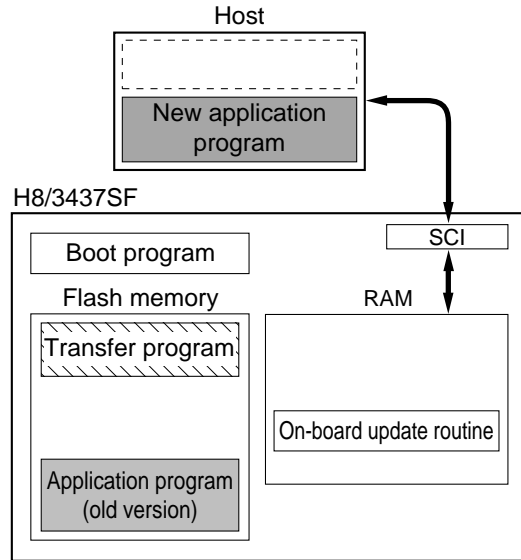 Host
New application
program
H8/3437SF
SCI
Boot program
Flash memory
RAM
Transfer program
On-board update routine
Application program
(old version)